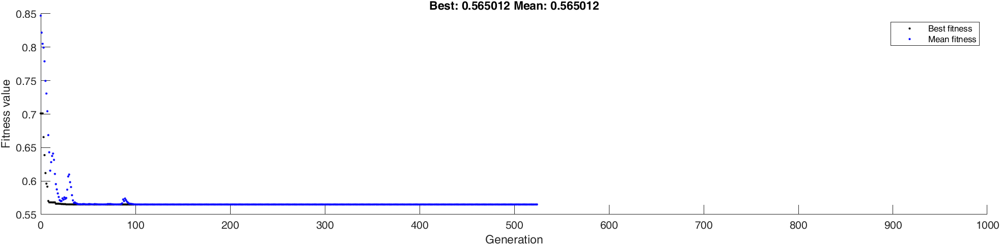 Best: 0.565012 Mean: 0.565012
Best fitness
Mean fitness
Fitness value
0.85
0.8
0.75
0.7
0.65
0.6
0.55
0 100 200 300 400 500 600 700 800 900 1000
Generation